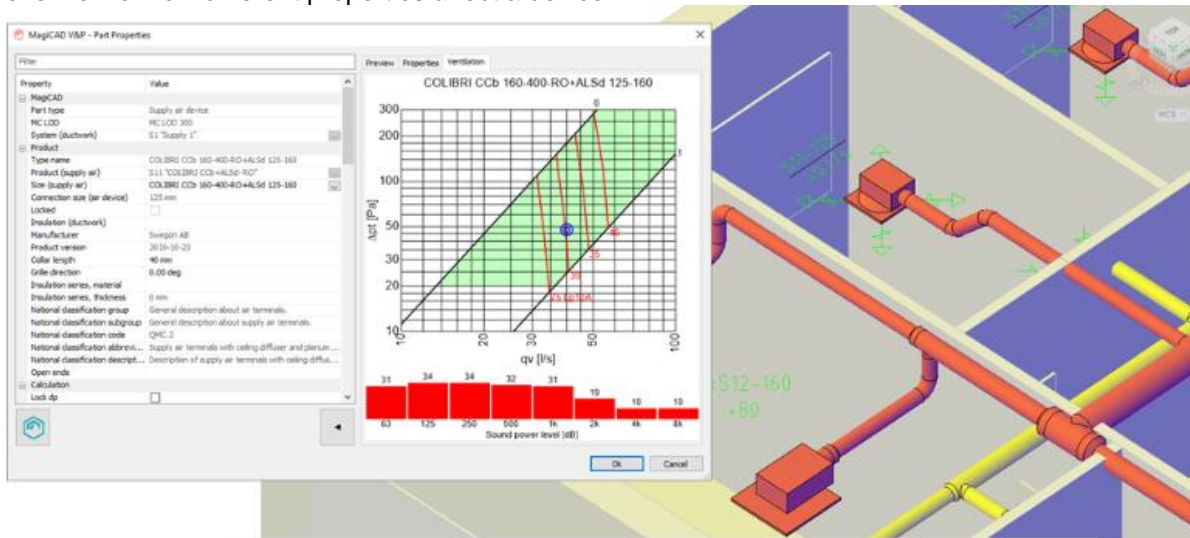 MagiCAD V&P - Part Properties
Filter
Property Value
MagiCAD
Part type Supply air device
MC LOD MC LOD 300
System (ductwork) S1 "Supply 1"
Product
Type name COLIBRI CCb 160-400-RO+ALSd 125-160
Product (supply air) S11 "COLIBRI CCb+ALSd-RO"
Size (supply air) COLIBRI CCb 160-400-RO+ALSd 125-160
Connection size (air device) 125 mm
Locked
Insulation (ductwork)
Manufacturer Swegon AB
Product version 2019-10-23
Collar length 40 mm
Grille direction 0.00 deg
Insulation series, material
Insulation series, thickness 0 mm
National classification group General description about air terminals.
National classification subgroup General description about supply air terminals.
National classification code QMC.2
National classification abbrevi... Supply air terminals with ceiling diffuser and plenum ...
National classification descript... Description of supply air terminals with ceiling diffus...
Open ends
Calculation
Lock dp
Preview Properties Ventilation
COLIBRI CCb 160-400-RO+ALSd 125-160
0
300
200
1
100
Δpt [Pa]
50
40
35
30
30
20
25 Lp10A
10
10 20 30 50 100
qv [l/s]
31 34 34 32 31 10 10 10
63 125 250 500 1k 2k 4k 8k
Sound power level [dB]
Ok Cancel
TOP
WCS
S12-160
+80